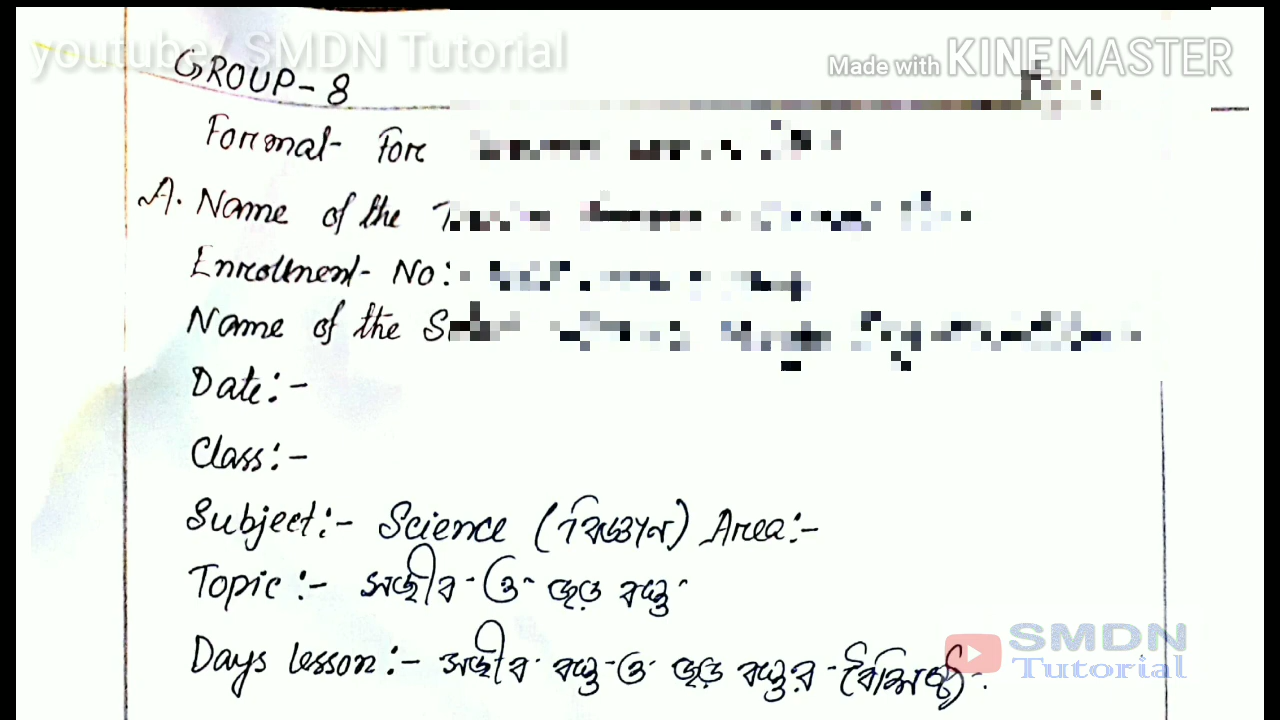 youtube/ SMDN Tutorial
Made with KINEMASTER
GROUP-8
Format- For
A. Name of the
Enrollment- No:-
Name of the
Date:-
Class:-
Subject:- Science (বিজ্ঞান) Area:-
Topic:- সজীব ও জড় বস্তু
Days lesson:- সজীব বস্তু ও জড় বস্তুর বৈশিষ্ট্য.
SMDN
Tutorial